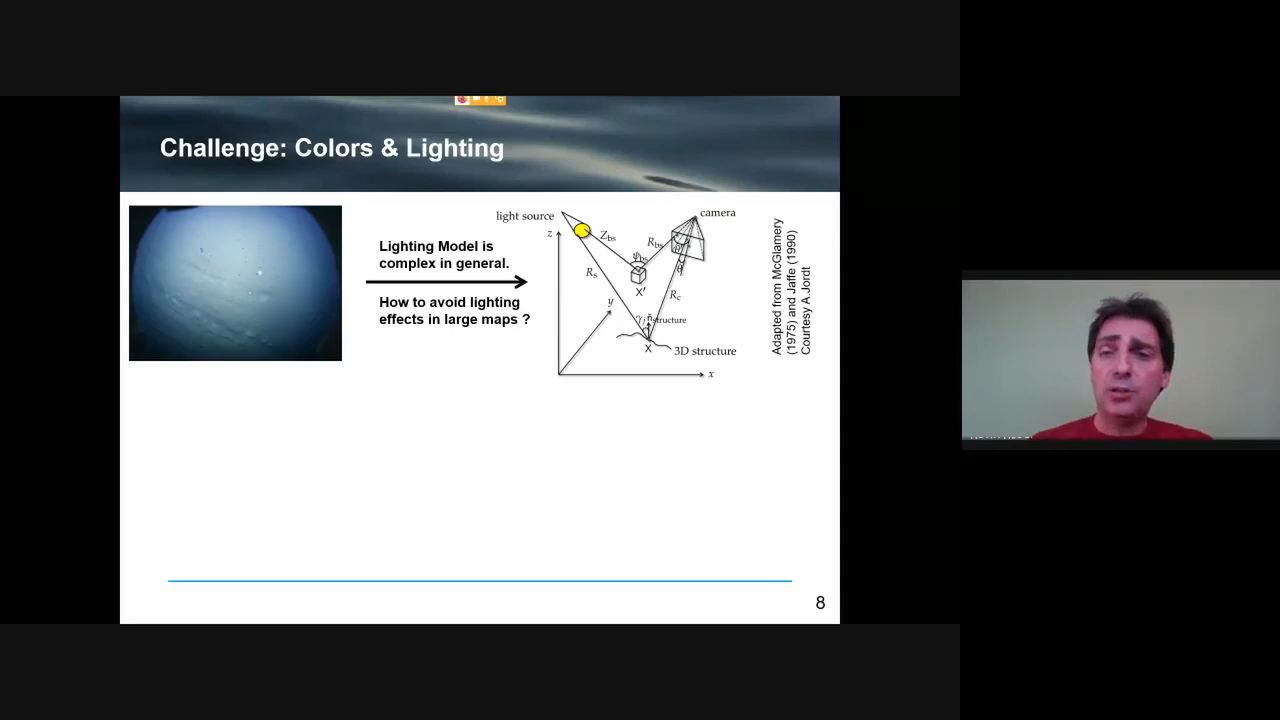 Challenge: Colors & Lighting
Lighting Model is
complex in general.
How to avoid lighting
effects in large maps ?
light source
camera
z
Z_bs
R_bs
ψ_bs
R_s
X'
θ
R_c
y
structure
X
3D structure
x
Adapted from McGlamery
(1975) and Jaffe (1990)
Courtesy A.Jordt
8